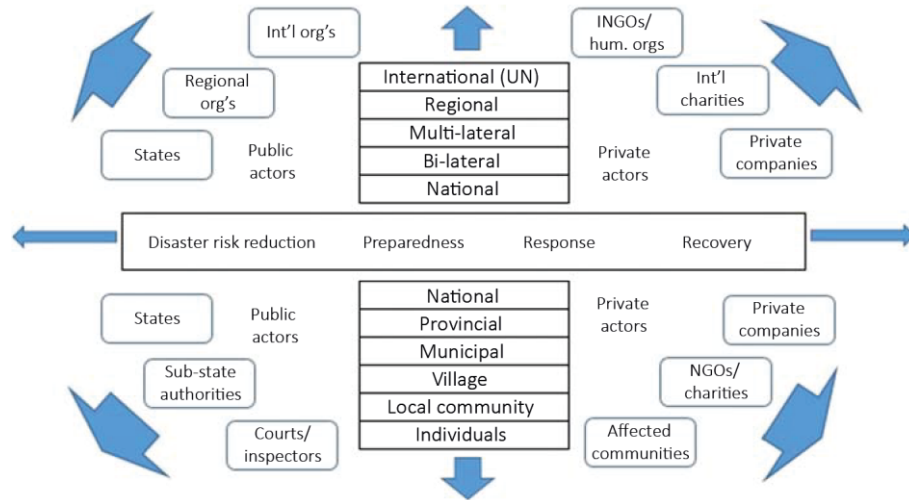 Int'l org's
INGOs/
hum. orgs
Regional
org's
International (UN)
Regional
Multi-lateral
Bi-lateral
National
Int'l
charities
States
Public
actors
Private
actors
Private
companies
Disaster risk reduction Preparedness Response Recovery
States
Public
actors
National
Provincial
Municipal
Village
Local community
Individuals
Private
actors
Private
companies
Sub-state
authorities
NGOs/
charities
Courts/
inspectors
Affected
communities